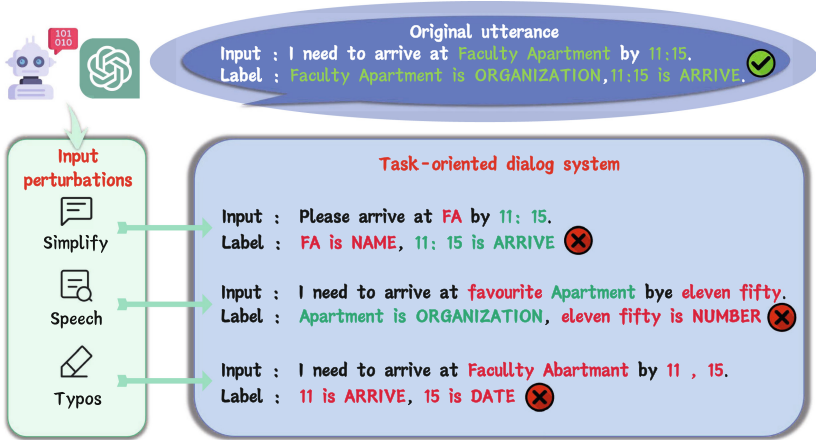 101
010
Original utterance
Input : I need to arrive at Faculty Apartment by 11:15.
Label : Faculty Apartment is ORGANIZATION,11:15 is ARRIVE.
Input
perturbations
Simplify
Speech
Typos
Task-oriented dialog system
Input : Please arrive at FA by 11: 15.
Label : FA is NAME, 11: 15 is ARRIVE
Input : I need to arrive at favourite Apartment bye eleven fifty.
Label : Apartment is ORGANIZATION, eleven fifty is NUMBER
Input : I need to arrive at Facullty Abartmant by 11 , 15.
Label : 11 is ARRIVE, 15 is DATE